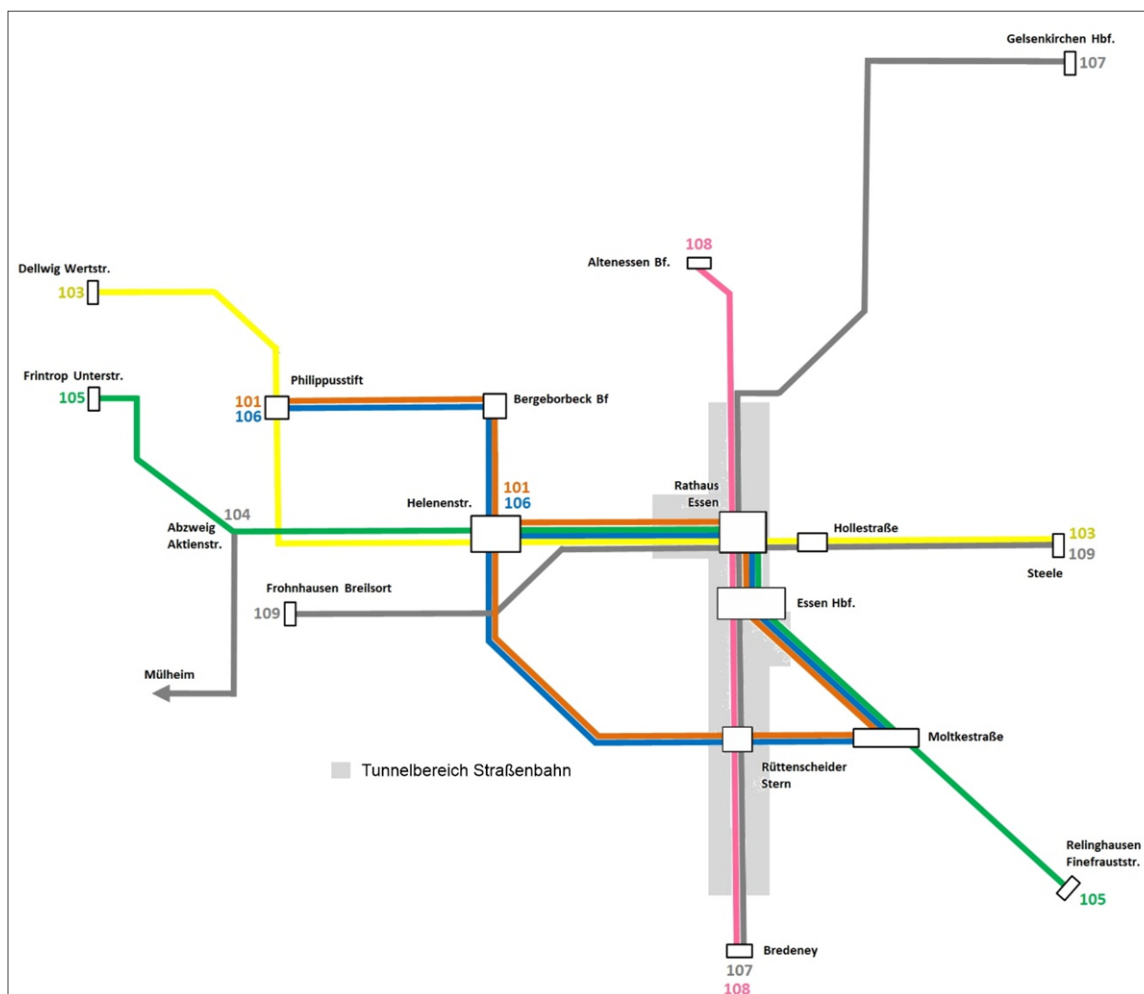 Gelsenkirchen Hbf.
107
108
Altenessen Bf.
Dellwig Wertstr.
103
Frintrop Unterstr.
105
Philippusstift
101
106
Bergeborbeck Bf
Helenenstr.
101
106
Rathaus
Essen
104
Abzweig
Aktienstr.
Hollestraße
103
109
Steele
Frohnhausen Breilsort
109
Essen Hbf.
Mülheim
Moltkestraße
Rüttenscheider
Stern
Tunnelbereich Straßenbahn
Relinghausen
Finefrauststr.
105
Bredeney
107
108